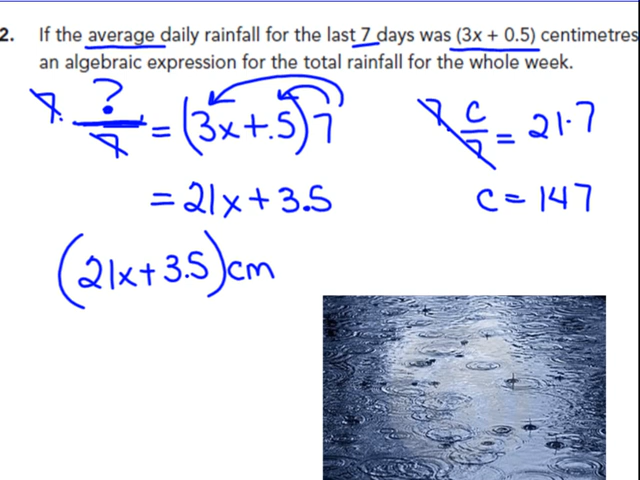 2. If the average daily rainfall for the last 7 days was (3x + 0.5) centimetres
an algebraic expression for the total rainfall for the whole week.
7. ?/7 = (3x+.5)7
= 21x + 3.5
(21x + 3.5)cm
7. c/7 = 21·7
c = 147